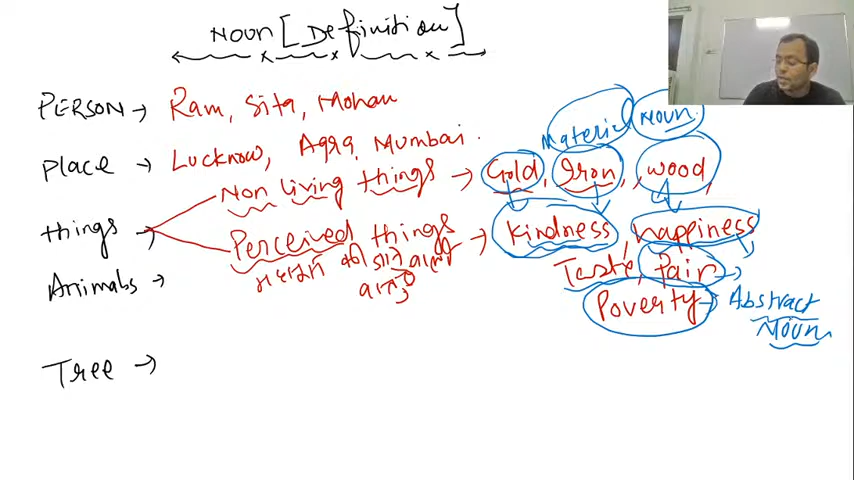 NOUN [Definition]
PERSON → Ram, Sita, Mohan
Material Noun
Place → Lucknow, Agra, Mumbai.
Non living things → Gold, Iron, wood,
things
Perceived things → Kindness, happiness
महसूस की जाने वाली
Taste, Pain →
Animals →
Poverty → Abstract Noun
Tree →